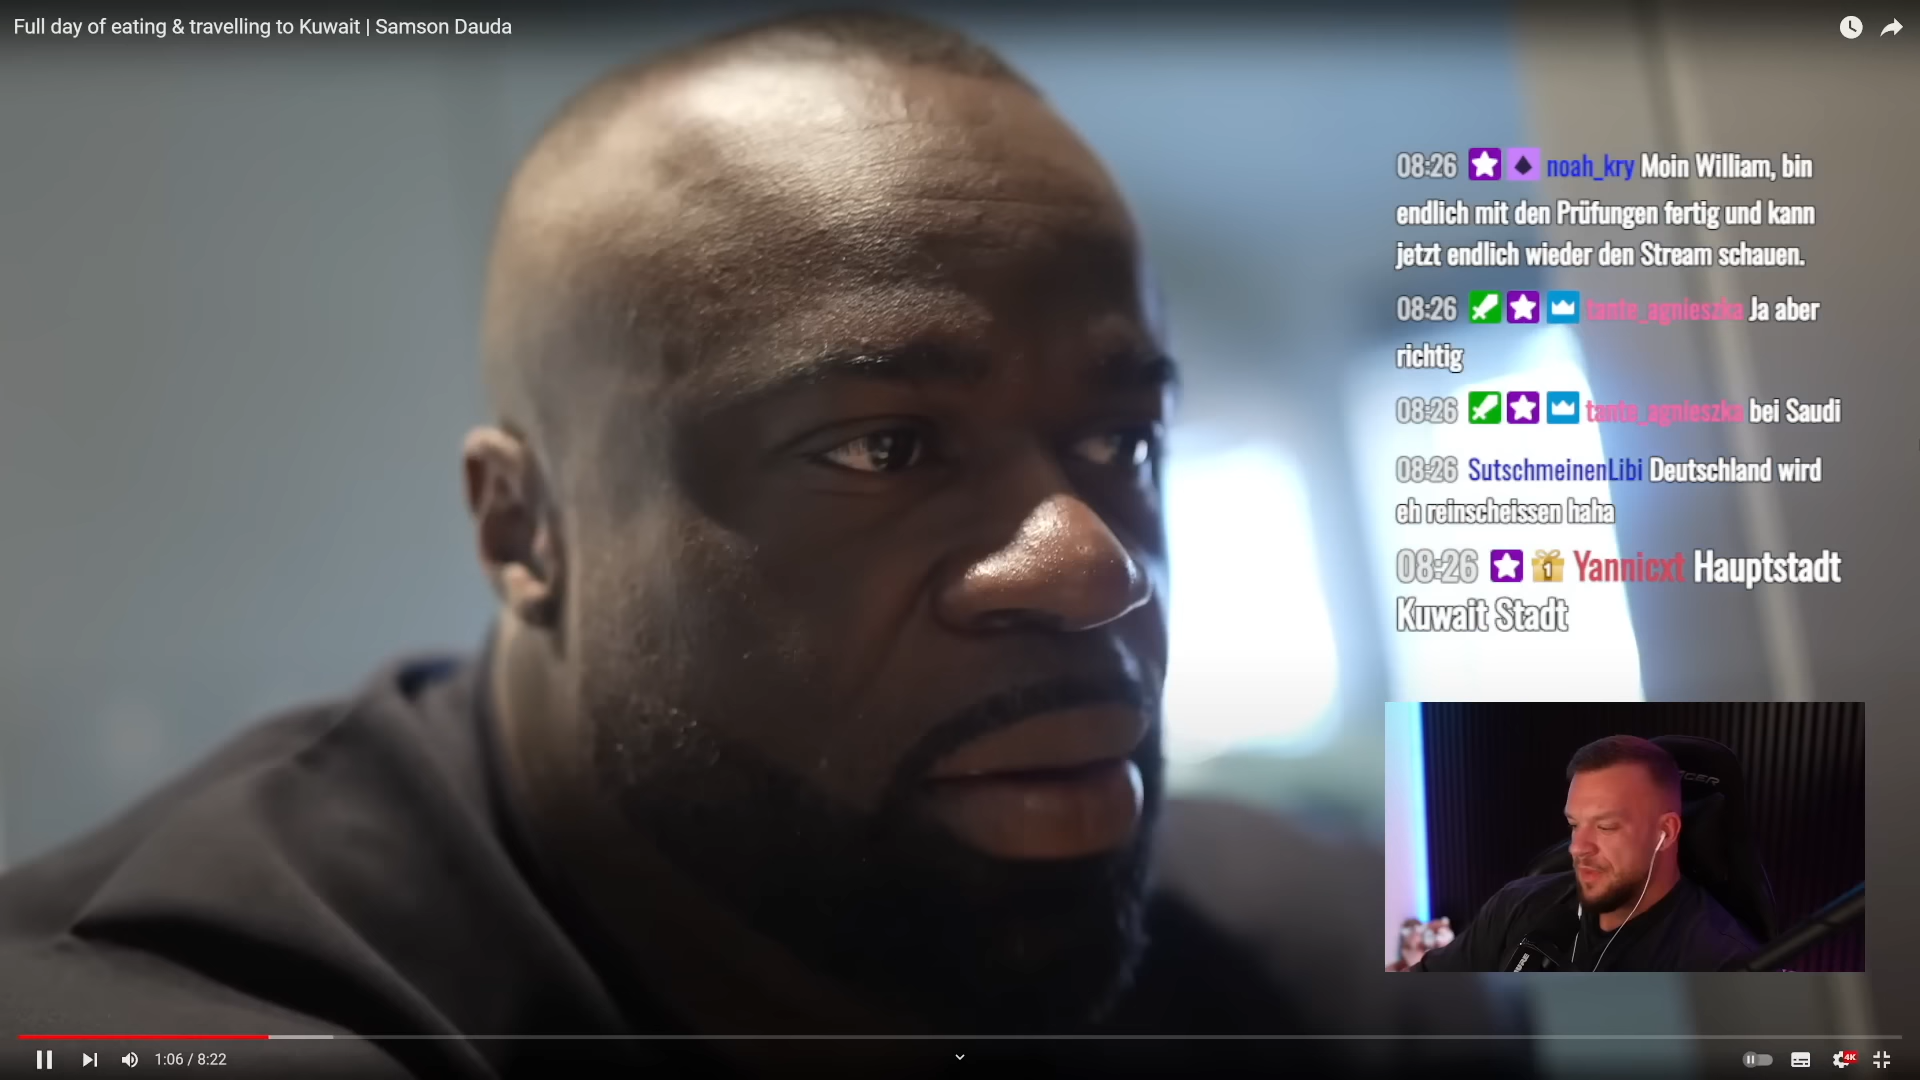 Full day of eating & travelling to Kuwait | Samson Dauda
08:26 noah_kry Moin William, bin
endlich mit den Prüfungen fertig und kann
jetzt endlich wieder den Stream schauen.
08:26 tante_agnieszka Ja aber
richtig
08:26 tante_agnieszka bei Saudi
08:26 SutschmeinenLibi Deutschland wird
eh reinscheissen haha
08:26 1 Yannicxt Hauptstadt
Kuwait Stadt
1:06 / 8:22
4K